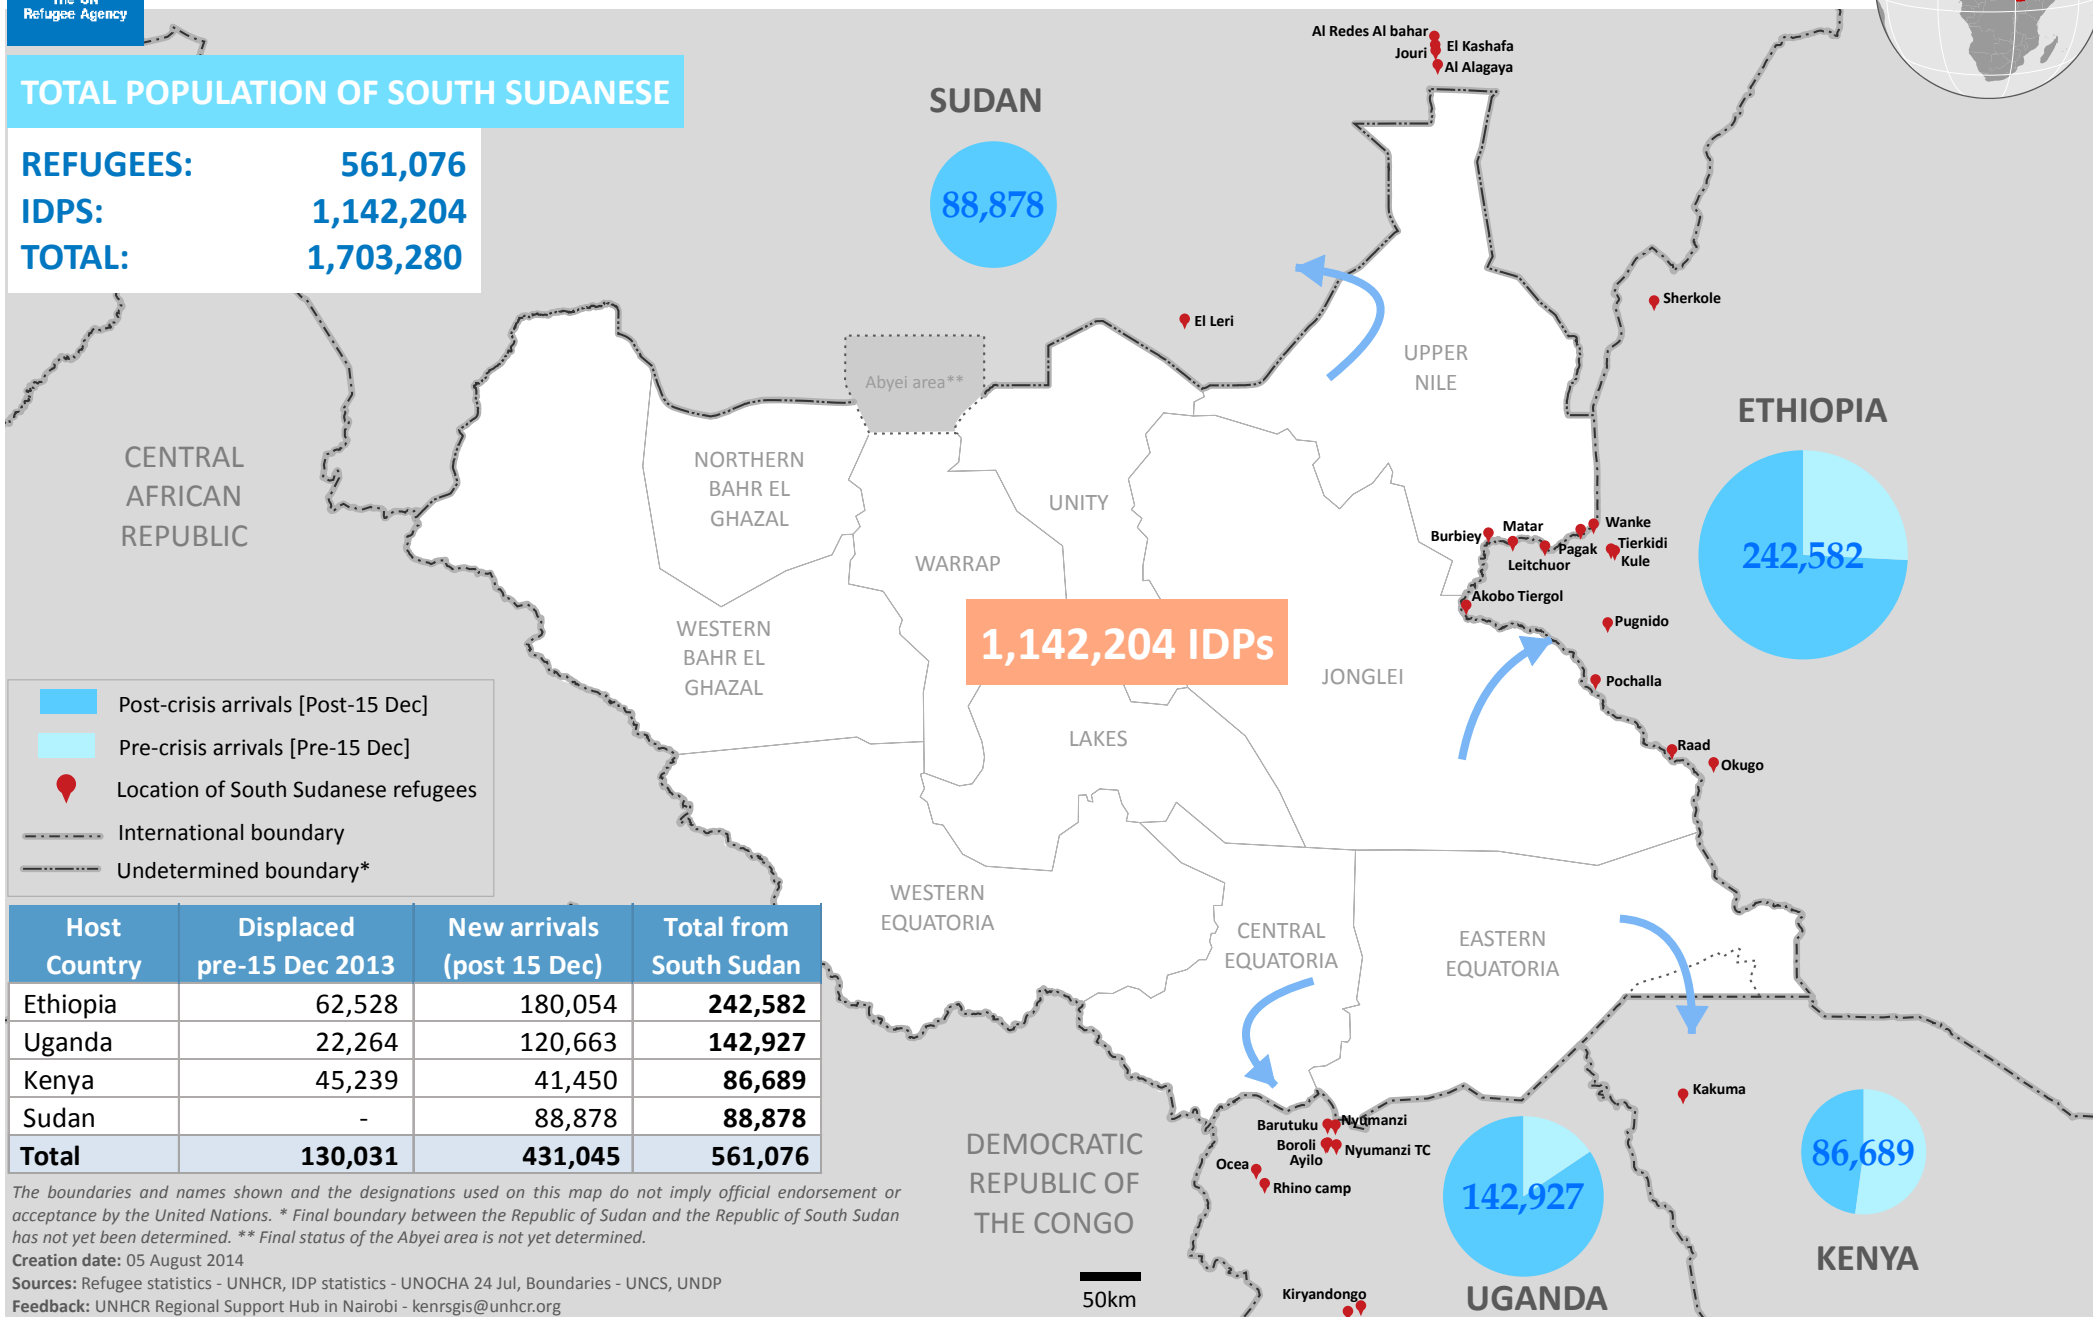 The UN
Refugee Agency
TOTAL POPULATION OF SOUTH SUDANESE
REFUGEES: 561,076
IDPS: 1,142,204
TOTAL: 1,703,280
SUDAN
88,878
Al Redes Al bahar
El Kashafa
Jouri
Al Alagaya
El Leri
Sherkole
Abyei area**
UPPER
NILE
ETHIOPIA
242,582
CENTRAL
AFRICAN
REPUBLIC
NORTHERN
BAHR EL
GHAZAL
UNITY
WARRAP
Burbiey
Matar
Wanke
Pagak
Tierkidi
Leitchuor
Kule
Akobo Tiergol
Pugnido
WESTERN
BAHR EL
GHAZAL
1,142,204 IDPs
JONGLEI
Pochalla
LAKES
Raad
Okugo
Post-crisis arrivals [Post-15 Dec]
Pre-crisis arrivals [Pre-15 Dec]
Location of South Sudanese refugees
International boundary
Undetermined boundary*
WESTERN
EQUATORIA
CENTRAL
EQUATORIA
EASTERN
EQUATORIA
Host Country | Displaced pre-15 Dec 2013 | New arrivals (post 15 Dec) | Total from South Sudan
Ethiopia 62,528 180,054 242,582
Uganda 22,264 120,663 142,927
Kenya 45,239 41,450 86,689
Sudan - 88,878 88,878
Total 130,031 431,045 561,076
Kakuma
Barutuku
Nyumanzi
Boroli
Ayilo
Nyumanzi TC
Ocea
Rhino camp
DEMOCRATIC
REPUBLIC OF
THE CONGO
142,927
86,689
KENYA
UGANDA
Kiryandongo
50km
The boundaries and names shown and the designations used on this map do not imply official endorsement or
acceptance by the United Nations. * Final boundary between the Republic of Sudan and the Republic of South Sudan
has not yet been determined. ** Final status of the Abyei area is not yet determined.
Creation date: 05 August 2014
Sources: Refugee statistics - UNHCR, IDP statistics - UNOCHA 24 Jul, Boundaries - UNCS, UNDP
Feedback: UNHCR Regional Support Hub in Nairobi - kenrsgis@unhcr.org